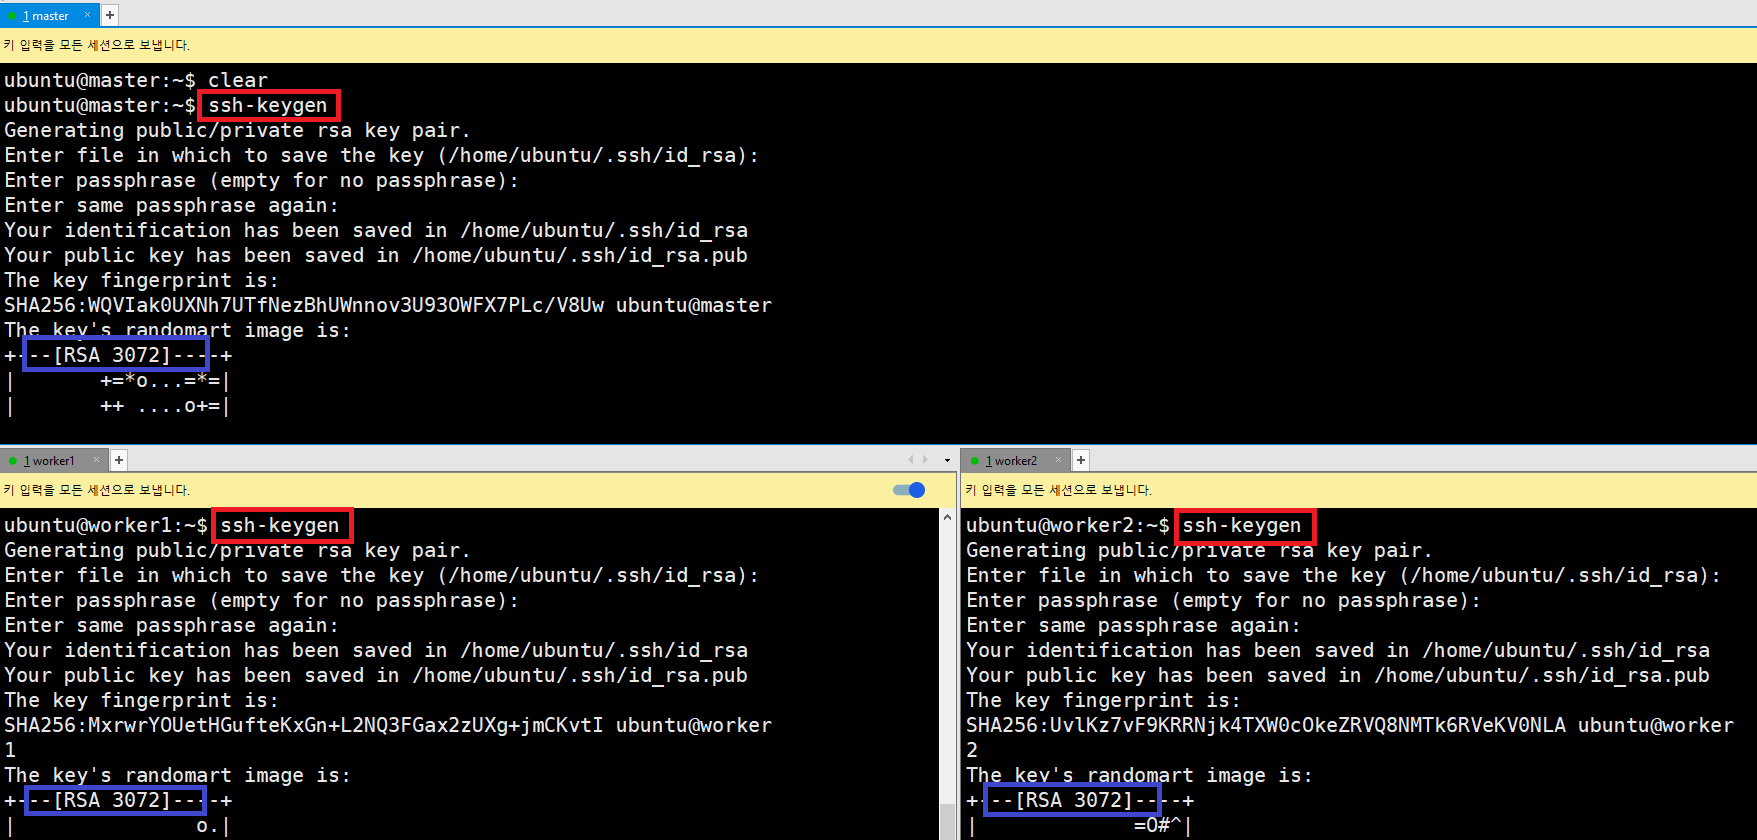 1 master × +
키 입력을 모든 세션으로 보냅니다.
ubuntu@master:~$ clear
ubuntu@master:~$ ssh-keygen
Generating public/private rsa key pair.
Enter file in which to save the key (/home/ubuntu/.ssh/id_rsa):
Enter passphrase (empty for no passphrase):
Enter same passphrase again:
Your identification has been saved in /home/ubuntu/.ssh/id_rsa
Your public key has been saved in /home/ubuntu/.ssh/id_rsa.pub
The key fingerprint is:
SHA256:WQVIak0UXNh7UTfNezBhUWnnov3U93OWFX7PLc/V8Uw ubuntu@master
The key's randomart image is:
+---[RSA 3072]----+
|       +=*o...=*=|
|       ++ ....o+=|
1 worker1 × +
키 입력을 모든 세션으로 보냅니다.
ubuntu@worker1:~$ ssh-keygen
Generating public/private rsa key pair.
Enter file in which to save the key (/home/ubuntu/.ssh/id_rsa):
Enter passphrase (empty for no passphrase):
Enter same passphrase again:
Your identification has been saved in /home/ubuntu/.ssh/id_rsa
Your public key has been saved in /home/ubuntu/.ssh/id_rsa.pub
The key fingerprint is:
SHA256:MxrwrYOUetHGufteKxGn+L2NQ3FGax2zUXg+jmCKvtI ubuntu@worker
1
The key's randomart image is:
+---[RSA 3072]----+
|               o.|
1 worker2 × +
키 입력을 모든 세션으로 보냅니다.
ubuntu@worker2:~$ ssh-keygen
Generating public/private rsa key pair.
Enter file in which to save the key (/home/ubuntu/.ssh/id_rsa):
Enter passphrase (empty for no passphrase):
Enter same passphrase again:
Your identification has been saved in /home/ubuntu/.ssh/id_rsa
Your public key has been saved in /home/ubuntu/.ssh/id_rsa.pub
The key fingerprint is:
SHA256:UvlKz7vF9KRRNjk4TXW0cOkeZRVQ8NMTk6RVeKV0NLA ubuntu@worker
2
The key's randomart image is:
+---[RSA 3072]----+
|             =O#^|